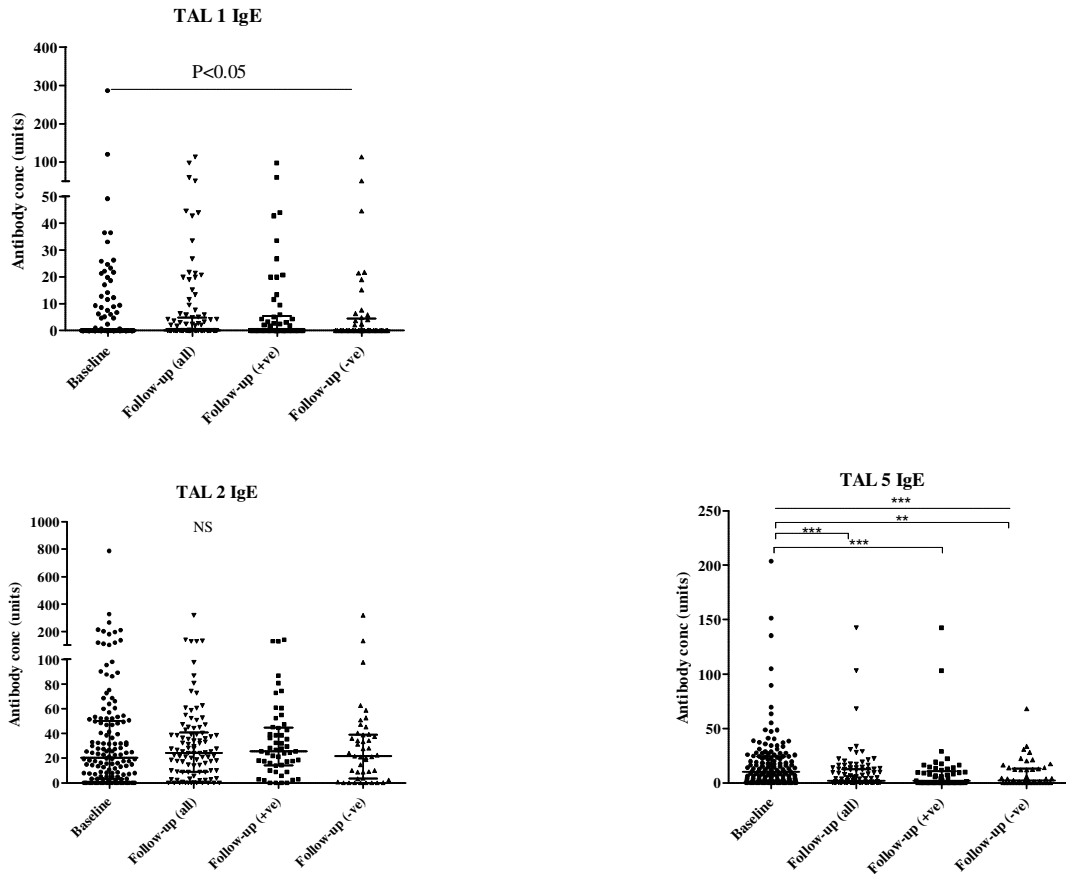 TAL 1 IgE
P<0.05
Antibody conc (units)
400
300
200
100
50
40
30
20
10
0
Baseline
Follow-up (all)
Follow-up (+ve)
Follow-up (-ve)
TAL 2 IgE
NS
Antibody conc (units)
1000
800
600
400
200
100
80
60
40
20
0
Baseline
Follow-up (all)
Follow-up (+ve)
Follow-up (-ve)
TAL 5 IgE
***
**
***
***
Antibody conc (units)
250
200
150
100
50
0
Baseline
Follow-up (all)
Follow-up (+ve)
Follow-up (-ve)